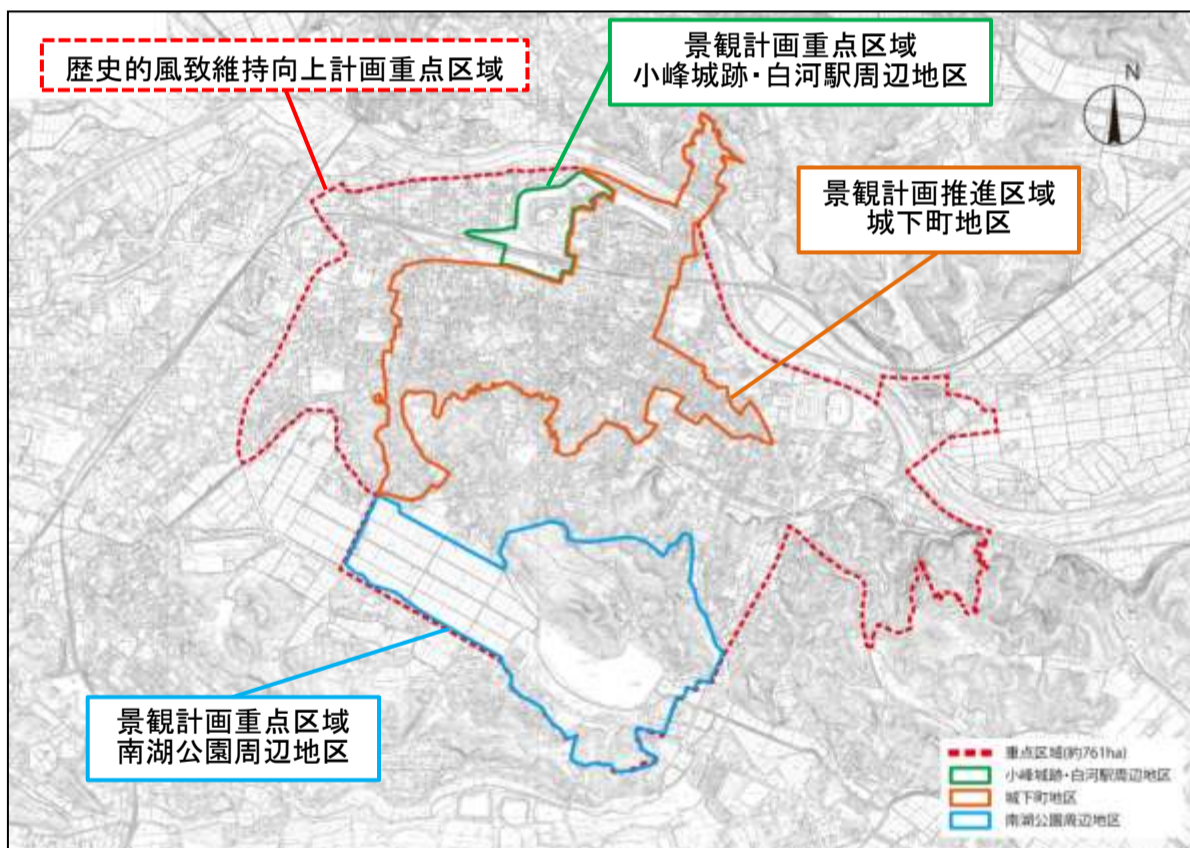 歴史的風致維持向上計画重点区域
景観計画重点区域
小峰城跡・白河駅周辺地区
N
景観計画推進区域
城下町地区
景観計画重点区域
南湖公園周辺地区
重点区域(約761ha)
小峰城跡・白河駅周辺地区
城下町地区
南湖公園周辺地区